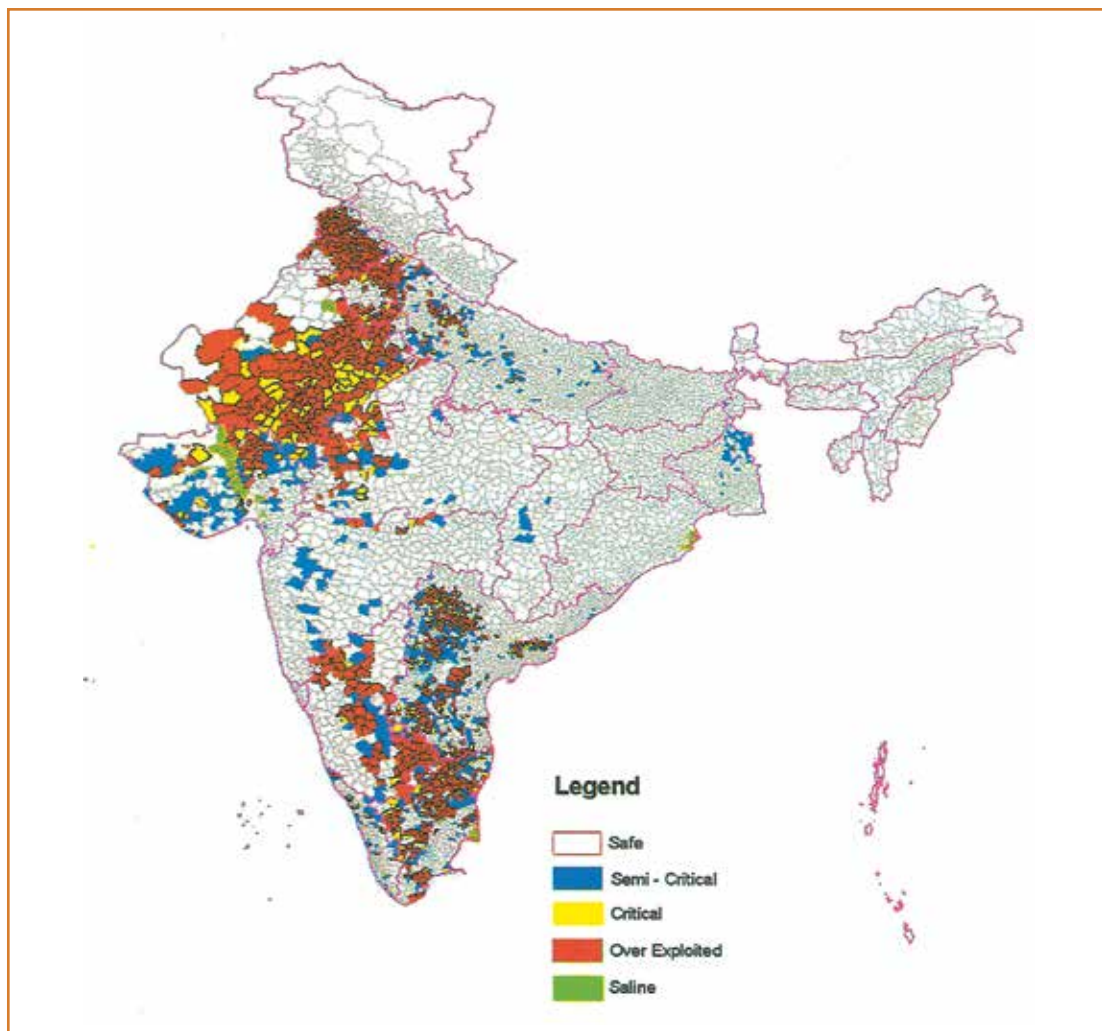 Legend
Safe
Semi - Critical
Critical
Over Exploited
Saline